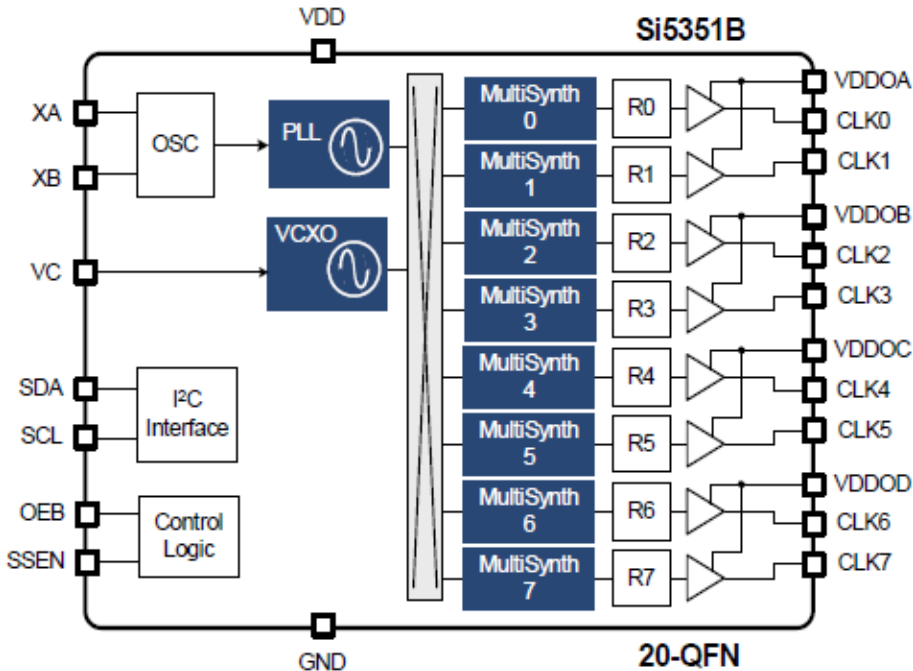 VDD
Si5351B
XA
XB
OSC
PLL
VC
VCXO
SDA
SCL
I²C
Interface
OEB
SSEN
Control
Logic
MultiSynth
0
R0
MultiSynth
1
R1
MultiSynth
2
R2
MultiSynth
3
R3
MultiSynth
4
R4
MultiSynth
5
R5
MultiSynth
6
R6
MultiSynth
7
R7
VDDOA
CLK0
CLK1
VDDOB
CLK2
CLK3
VDDOC
CLK4
CLK5
VDDOD
CLK6
CLK7
GND
20-QFN